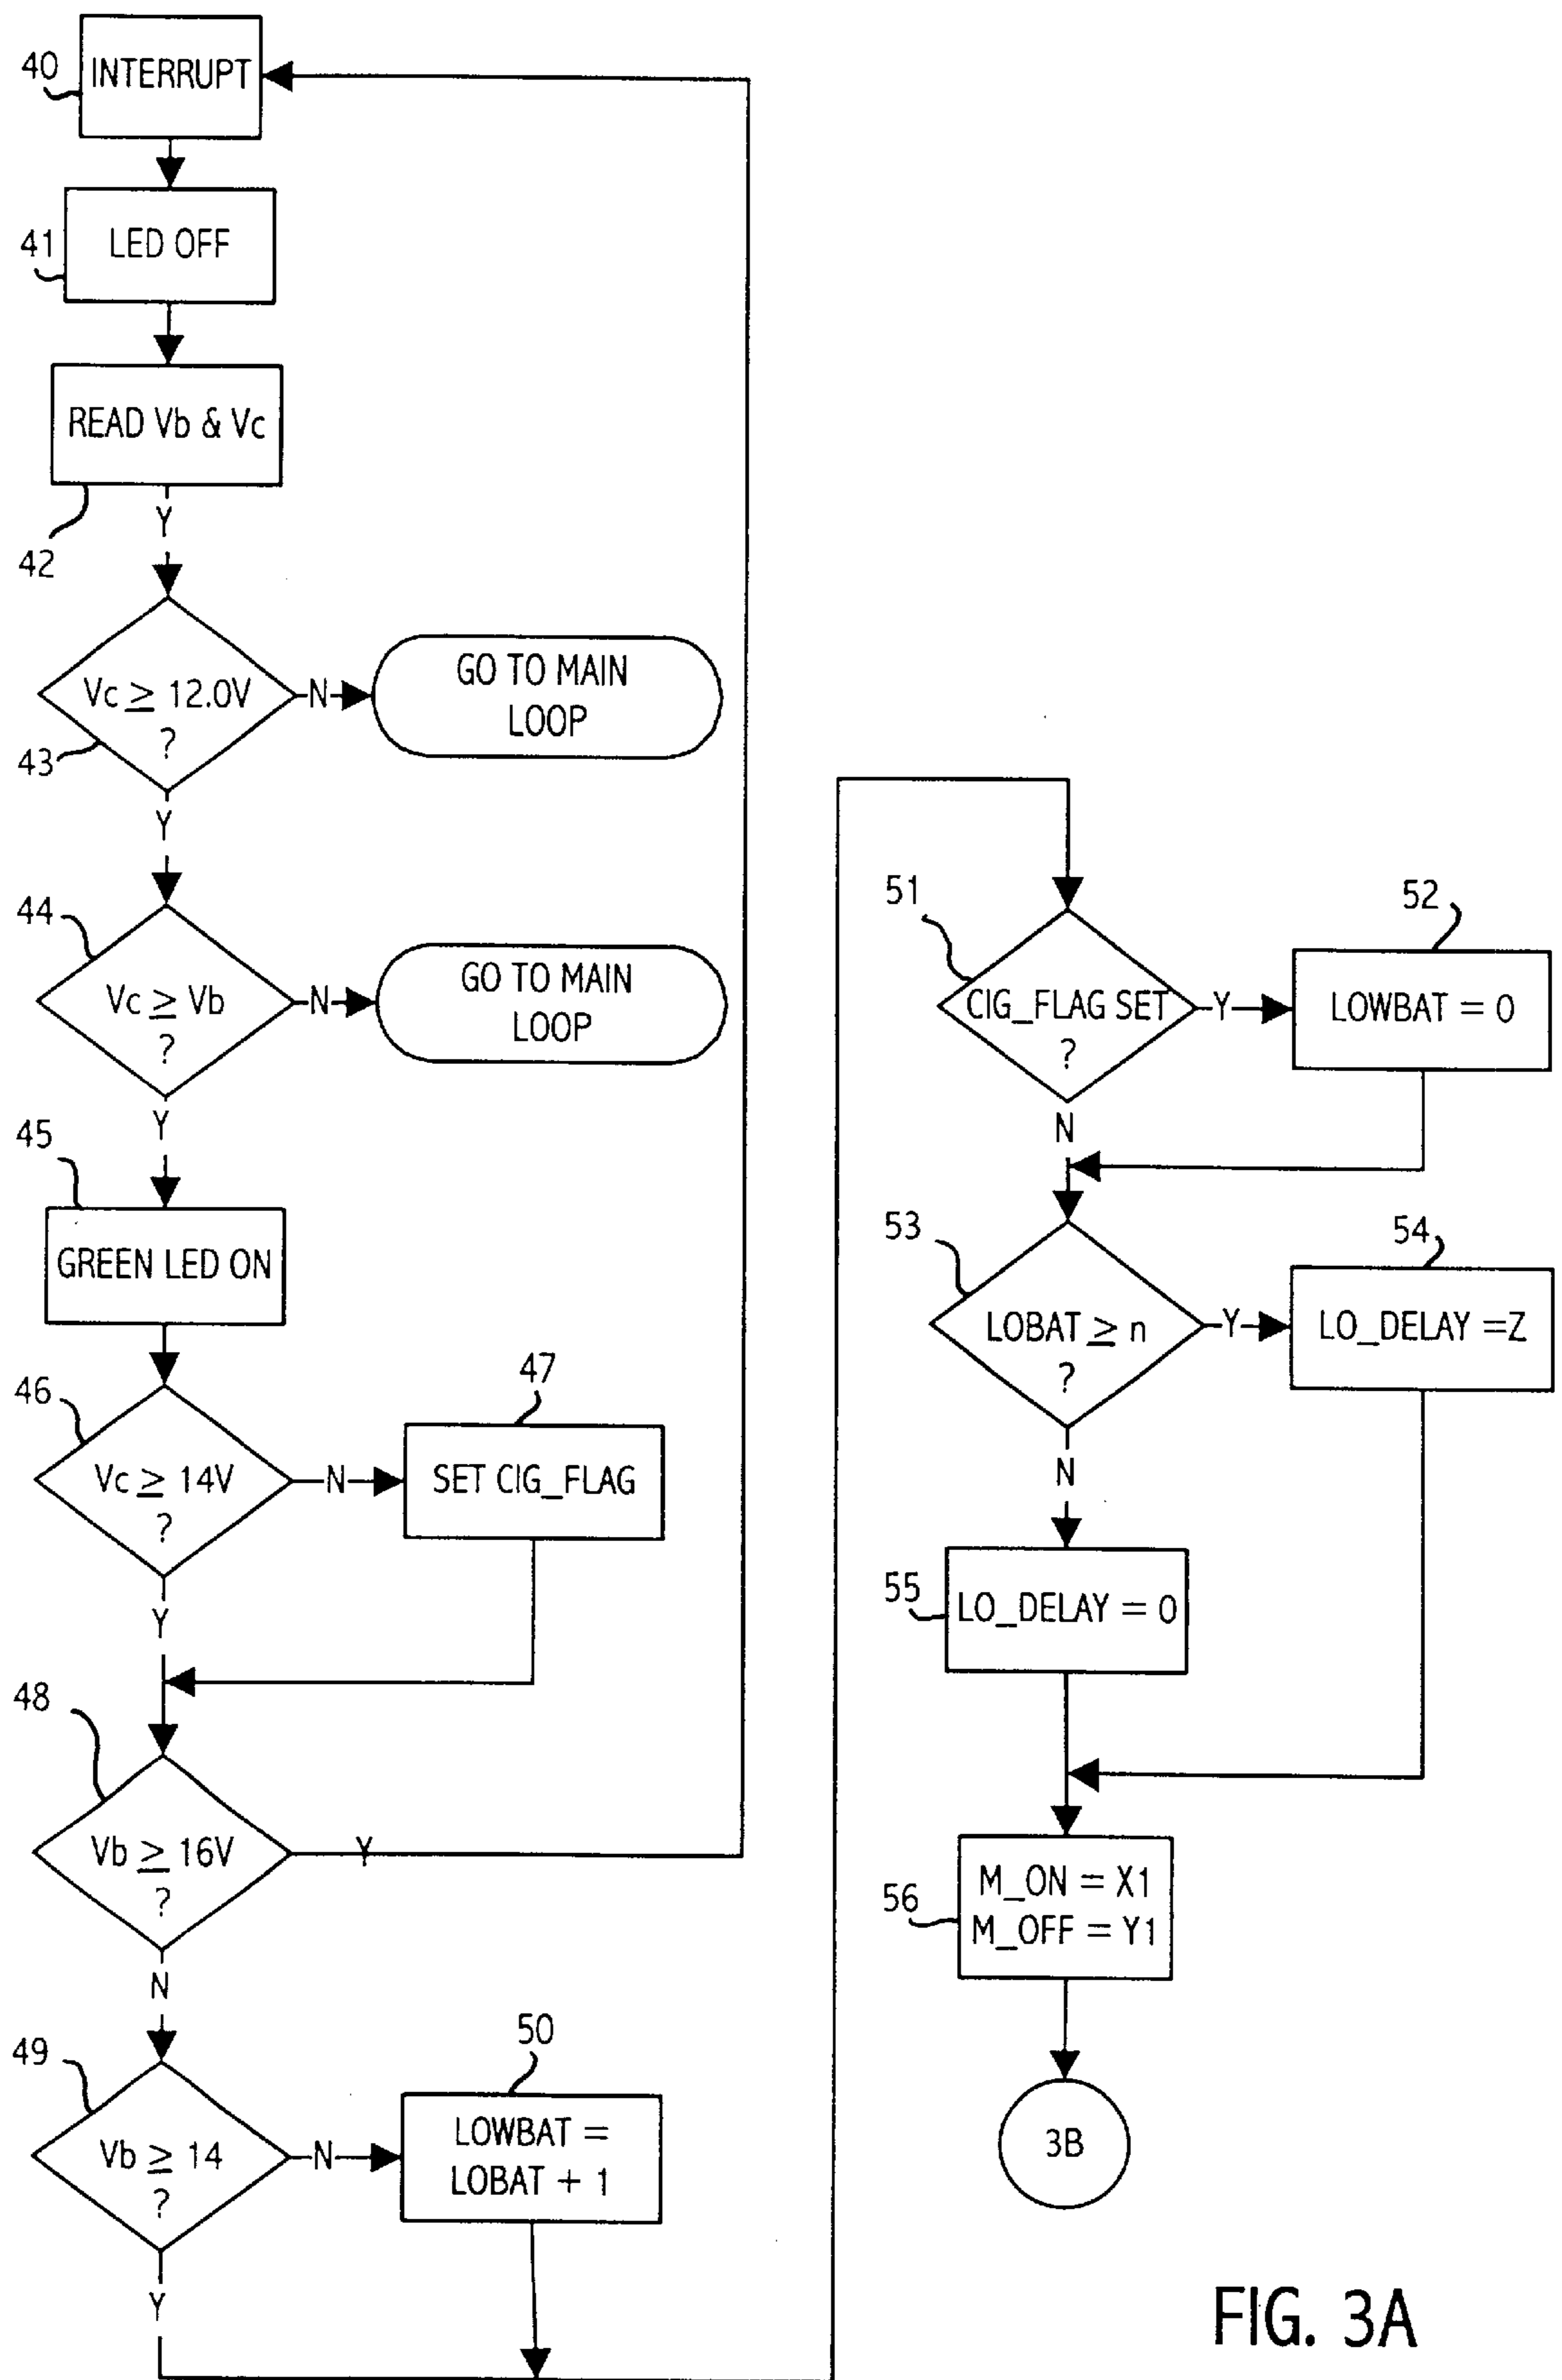 40
INTERRUPT
41
LED OFF
READ Vb & Vc
42
Y
Vc ≥ 12.0V
?
43
N
GO TO MAIN
LOOP
Y
44
Vc ≥ Vb
?
N
GO TO MAIN
LOOP
Y
45
GREEN LED ON
46
Vc ≥ 14V
?
N
47
SET CIG_FLAG
Y
48
Vb ≥ 16V
?
Y
N
49
Vb ≥ 14
?
N
50
LOWBAT =
LOBAT + 1
Y
51
CIG_FLAG SET
?
Y
52
LOWBAT = 0
N
53
LOBAT ≥ n
?
Y
54
LO_DELAY =Z
N
55
LO_DELAY = 0
56
M_ON = X1
M_OFF = Y1
3B
FIG. 3A